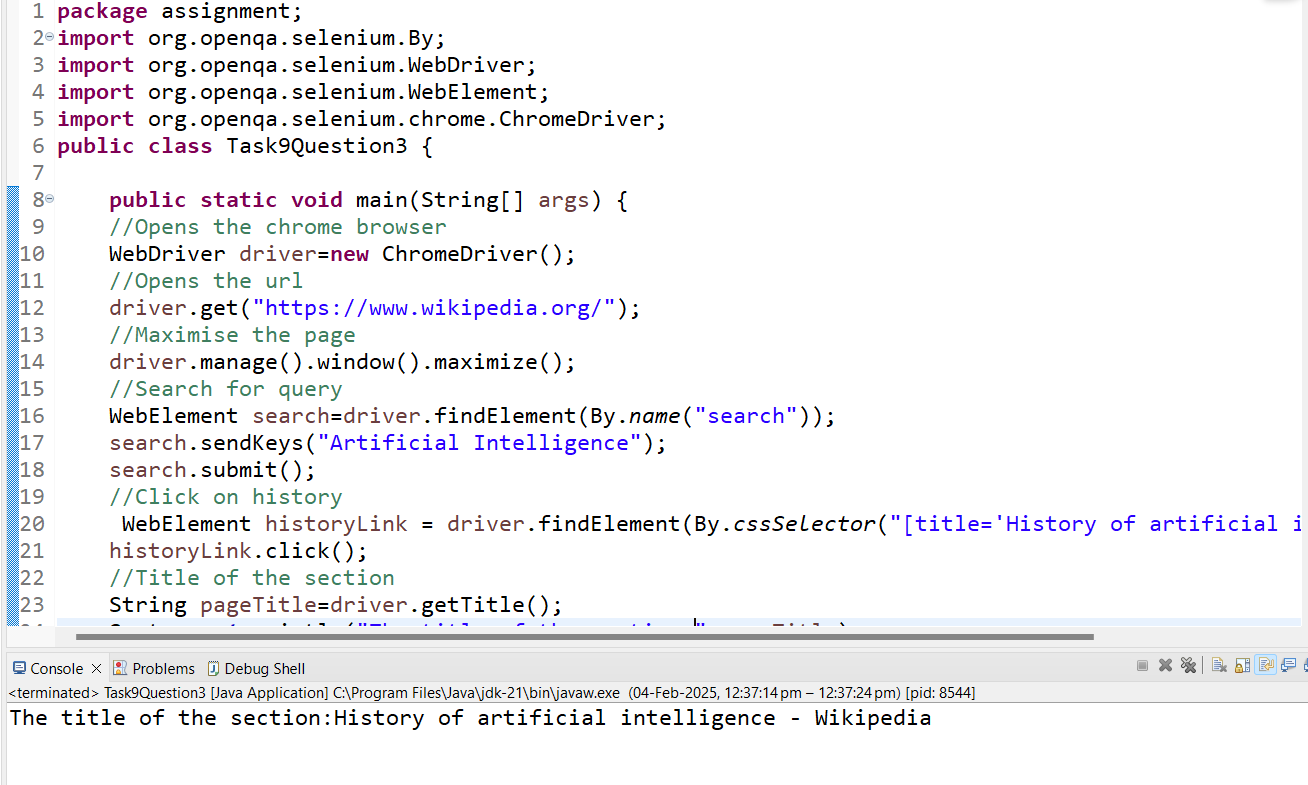 1 package assignment;
2 import org.openqa.selenium.By;
3 import org.openqa.selenium.WebDriver;
4 import org.openqa.selenium.WebElement;
5 import org.openqa.selenium.chrome.ChromeDriver;
6 public class Task9Question3 {
7
8 public static void main(String[] args) {
9 //Opens the chrome browser
10 WebDriver driver=new ChromeDriver();
11 //Opens the url
12 driver.get("https://www.wikipedia.org/");
13 //Maximise the page
14 driver.manage().window().maximize();
15 //Search for query
16 WebElement search=driver.findElement(By.name("search"));
17 search.sendKeys("Artificial Intelligence");
18 search.submit();
19 //Click on history
20 WebElement historyLink = driver.findElement(By.cssSelector("[title='History of artificial i
21 historyLink.click();
22 //Title of the section
23 String pageTitle=driver.getTitle();
Console Problems Debug Shell
<terminated> Task9Question3 [Java Application] C:\Program Files\Java\jdk-21\bin\javaw.exe (04-Feb-2025, 12:37:14 pm – 12:37:24 pm) [pid: 8544]
The title of the section:History of artificial intelligence - Wikipedia